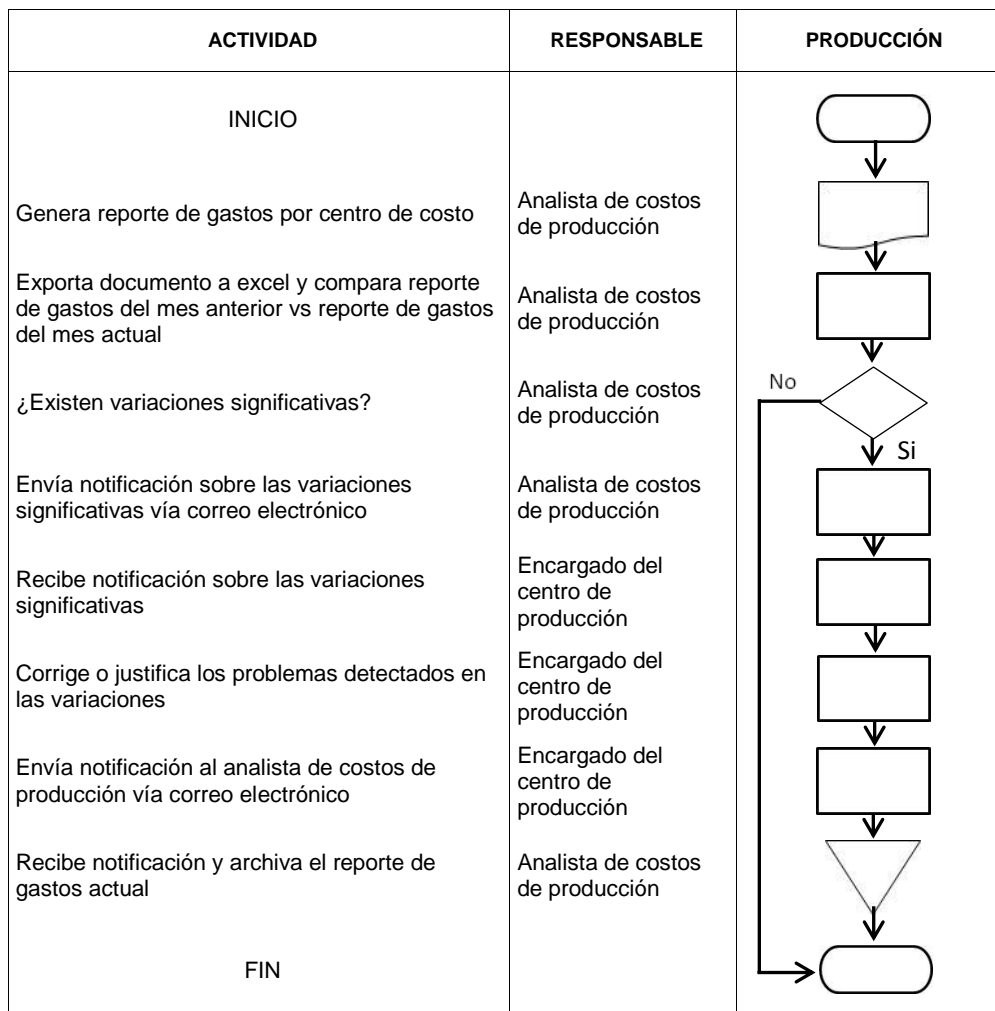 ACTIVIDAD RESPONSABLE PRODUCCIÓN
INICIO
Genera reporte de gastos por centro de costo
Analista de costos
de producción
Exporta documento a excel y compara reporte
de gastos del mes anterior vs reporte de gastos
del mes actual
Analista de costos
de producción
¿Existen variaciones significativas?
Analista de costos
de producción
No
Si
Envía notificación sobre las variaciones
significativas vía correo electrónico
Analista de costos
de producción
Recibe notificación sobre las variaciones
significativas
Encargado del
centro de
producción
Corrige o justifica los problemas detectados en
las variaciones
Encargado del
centro de
producción
Envía notificación al analista de costos de
producción vía correo electrónico
Encargado del
centro de
producción
Recibe notificación y archiva el reporte de
gastos actual
Analista de costos
de producción
FIN